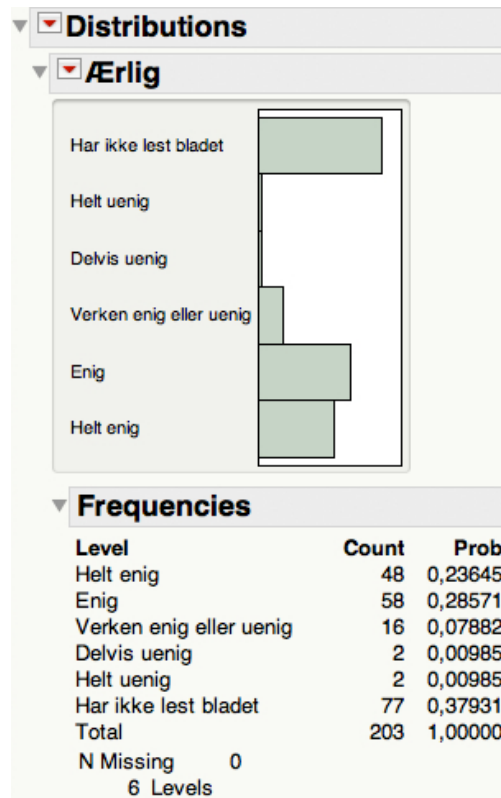 Distributions
Ærlig
Har ikke lest bladet
Helt uenig
Delvis uenig
Verken enig eller uenig
Enig
Helt enig
Frequencies
Level Count Prob
Helt enig 48 0,23645
Enig 58 0,28571
Verken enig eller uenig 16 0,07882
Delvis uenig 2 0,00985
Helt uenig 2 0,00985
Har ikke lest bladet 77 0,37931
Total 203 1,00000
N Missing 0
6 Levels